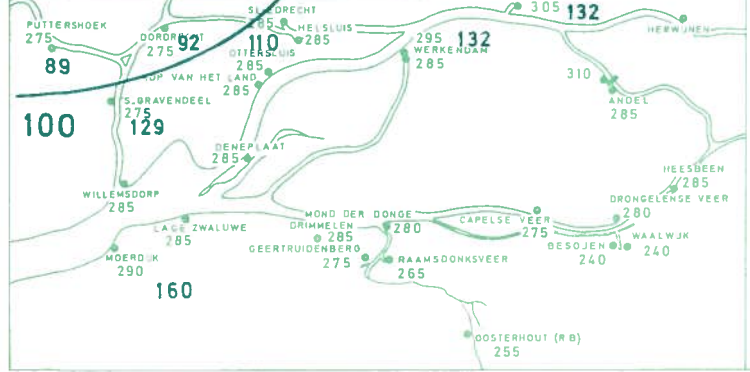 305
132
SLIEDRECHT
285
PUTTERSHOEK
275
HELSLUIS
285
HERWIJNEN
DORDRECHT
275
92
110
295
132
WERKENDAM
285
89
OTTERSLUIS
285
KOP VAN HET LAND
285
310
ANDEL
285
S.GRAVENDEEL
275
100
129
DENEPLAAT
285
HEESBEEN
285
WILLEMSDORP
285
DRONGELENSE VEER
280
MOND DER DONGE
280
CAPELSE VEER
275
LAGE ZWALUWE
285
DRIMMELEN
285
WAALWIJK
240
BESOJEN
240
GEERTRUIDENBERG
275
MOERDIJK
290
RAAMSDONKSVEER
265
160
OOSTERHOUT (RB)
255